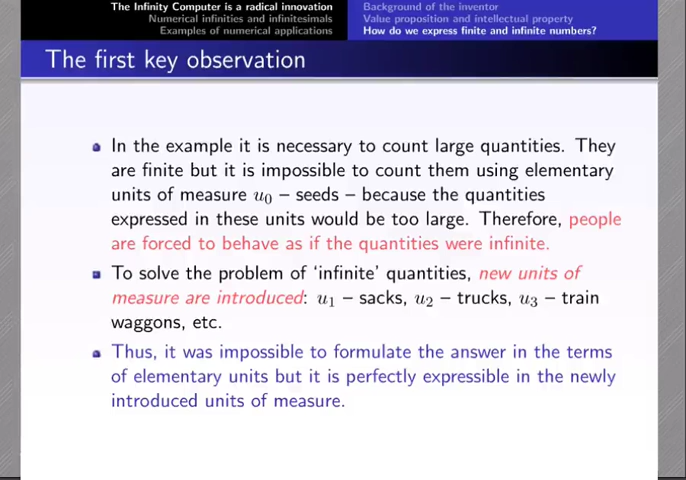 The Infinity Computer is a radical innovation
Numerical infinities and infinitesimals
Examples of numerical applications
Background of the inventor
Value proposition and intellectual property
How do we express finite and infinite numbers?
The first key observation
In the example it is necessary to count large quantities. They
are finite but it is impossible to count them using elementary
units of measure u₀ – seeds – because the quantities
expressed in these units would be too large. Therefore, people
are forced to behave as if the quantities were infinite.
To solve the problem of ‘infinite’ quantities, new units of
measure are introduced: u₁ – sacks, u₂ – trucks, u₃ – train
waggons, etc.
Thus, it was impossible to formulate the answer in the terms
of elementary units but it is perfectly expressible in the newly
introduced units of measure.